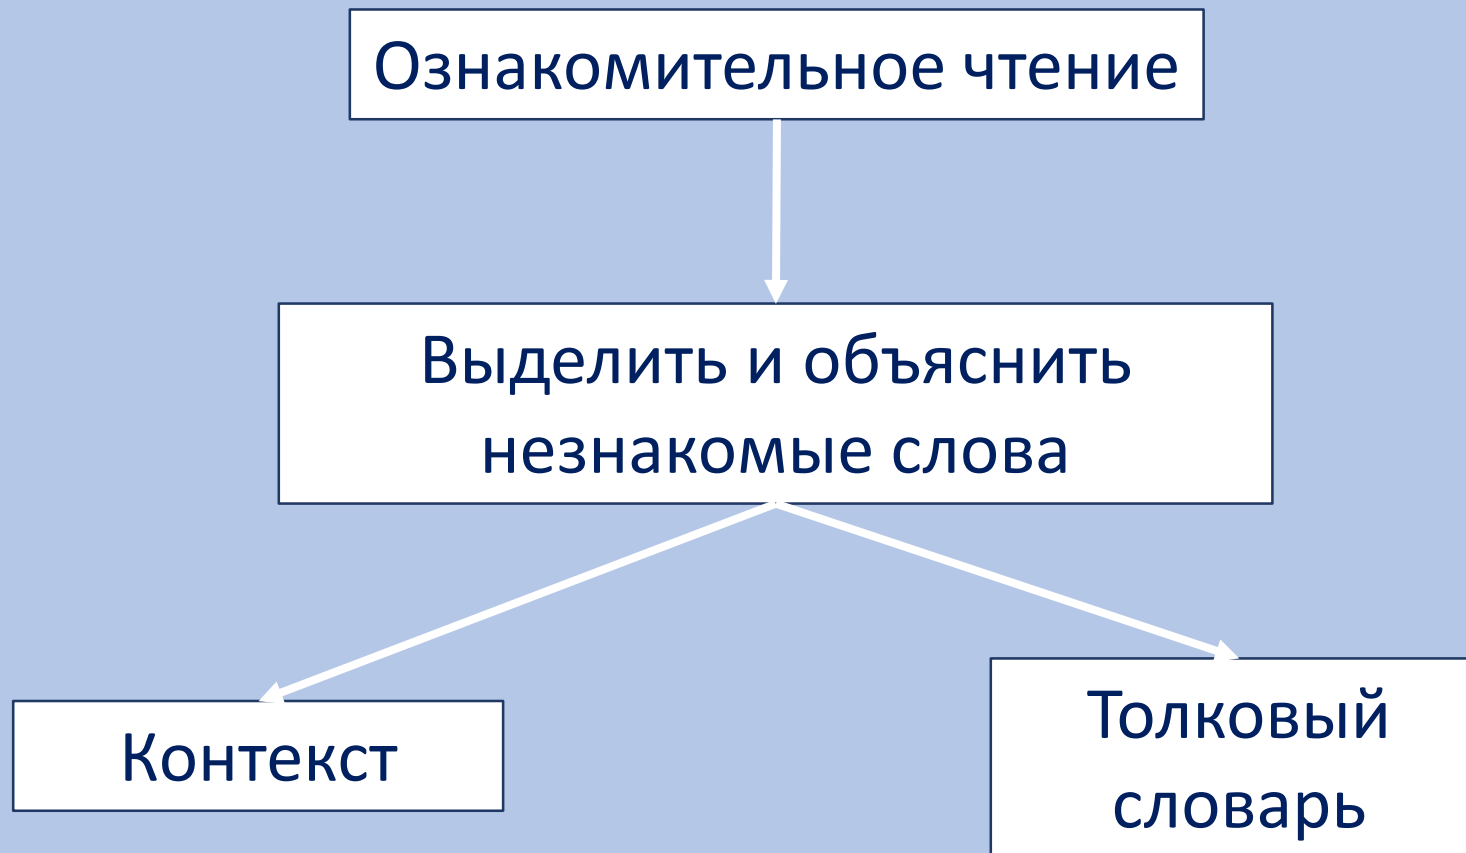 Ознакомительное чтение
Выделить и объяснить
незнакомые слова
Контекст
Толковый
словарь